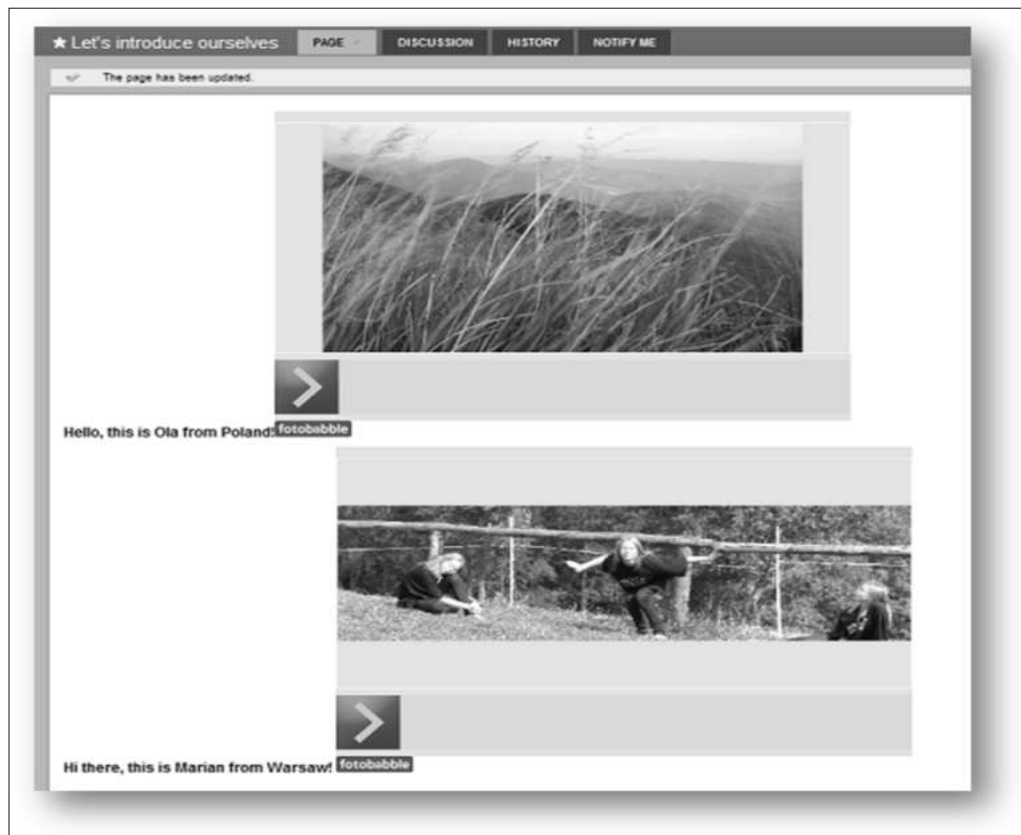 ★ Let's introduce ourselves PAGE DISCUSSION HISTORY NOTIFY ME
The page has been updated.
Hello, this is Ola from Poland: fotobabble
Hi there, this is Marian from Warsaw! fotobabble